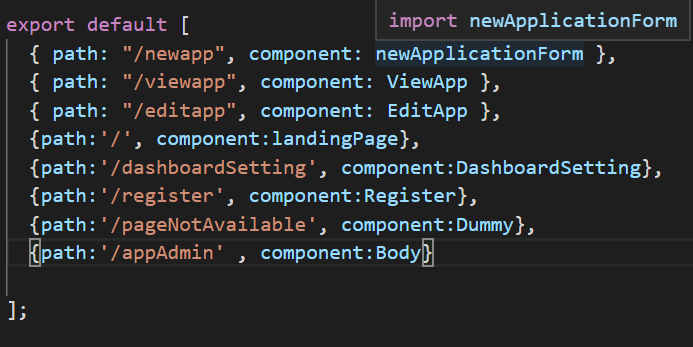 import newApplicationForm
export default [
{ path: "/newapp", component: newApplicationForm },
{ path: "/viewapp", component: ViewApp },
{ path: "/editapp", component: EditApp },
{path:'/', component:landingPage},
{path:'/dashboardSetting', component:DashboardSetting},
{path:'/register', component:Register},
{path:'/pageNotAvailable', component:Dummy},
{path:'/appAdmin' , component:Body}
];